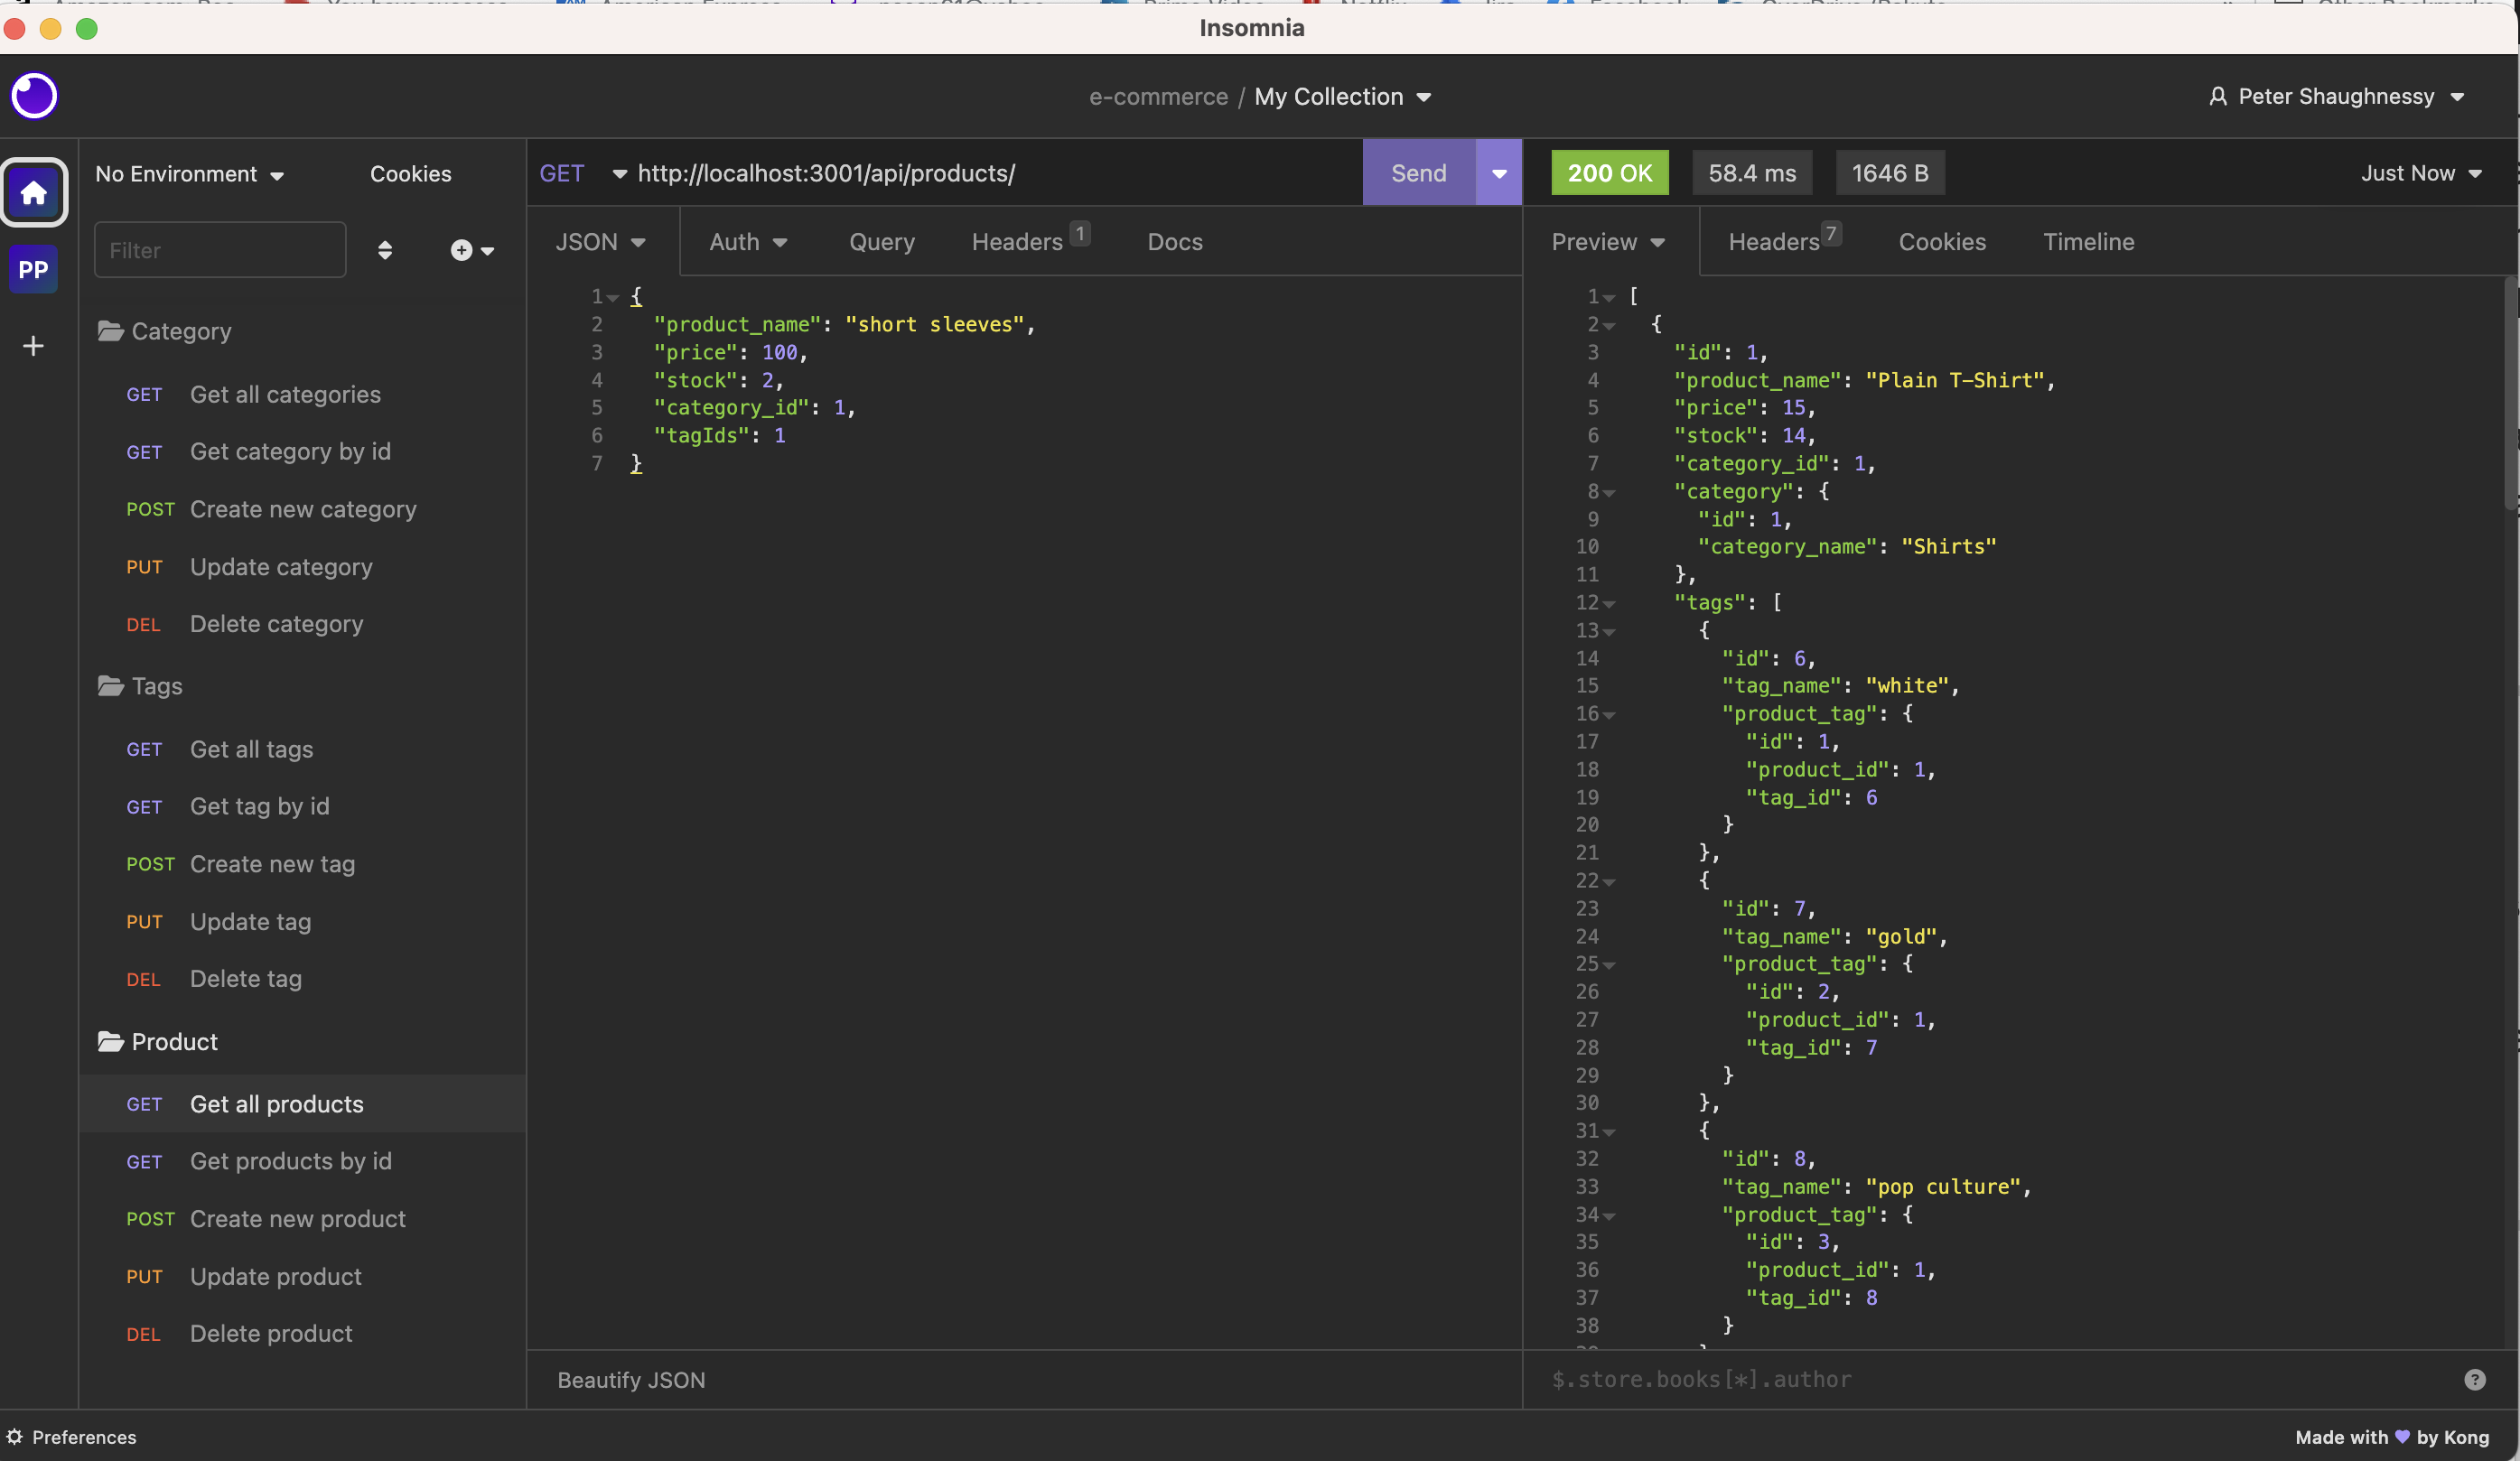 Insomnia
e-commerce / My Collection
Peter Shaughnessy
No Environment
Cookies
Filter
PP
Category
GET Get all categories
GET Get category by id
POST Create new category
PUT Update category
DEL Delete category
Tags
GET Get all tags
GET Get tag by id
POST Create new tag
PUT Update tag
DEL Delete tag
Product
GET Get all products
GET Get products by id
POST Create new product
PUT Update product
DEL Delete product
GET http://localhost:3001/api/products/ Send
JSON Auth Query Headers 1 Docs
1 {
2 "product_name": "short sleeves",
3 "price": 100,
4 "stock": 2,
5 "category_id": 1,
6 "tagIds": 1
7 }
Beautify JSON
200 OK 58.4 ms 1646 B Just Now
Preview Headers 7 Cookies Timeline
1 [
2 {
3 "id": 1,
4 "product_name": "Plain T-Shirt",
5 "price": 15,
6 "stock": 14,
7 "category_id": 1,
8 "category": {
9 "id": 1,
10 "category_name": "Shirts"
11 },
12 "tags": [
13 {
14 "id": 6,
15 "tag_name": "white",
16 "product_tag": {
17 "id": 1,
18 "product_id": 1,
19 "tag_id": 6
20 }
21 },
22 {
23 "id": 7,
24 "tag_name": "gold",
25 "product_tag": {
26 "id": 2,
27 "product_id": 1,
28 "tag_id": 7
29 }
30 },
31 {
32 "id": 8,
33 "tag_name": "pop culture",
34 "product_tag": {
35 "id": 3,
36 "product_id": 1,
37 "tag_id": 8
38 }
$.store.books[*].author
Preferences
Made with 💜 by Kong